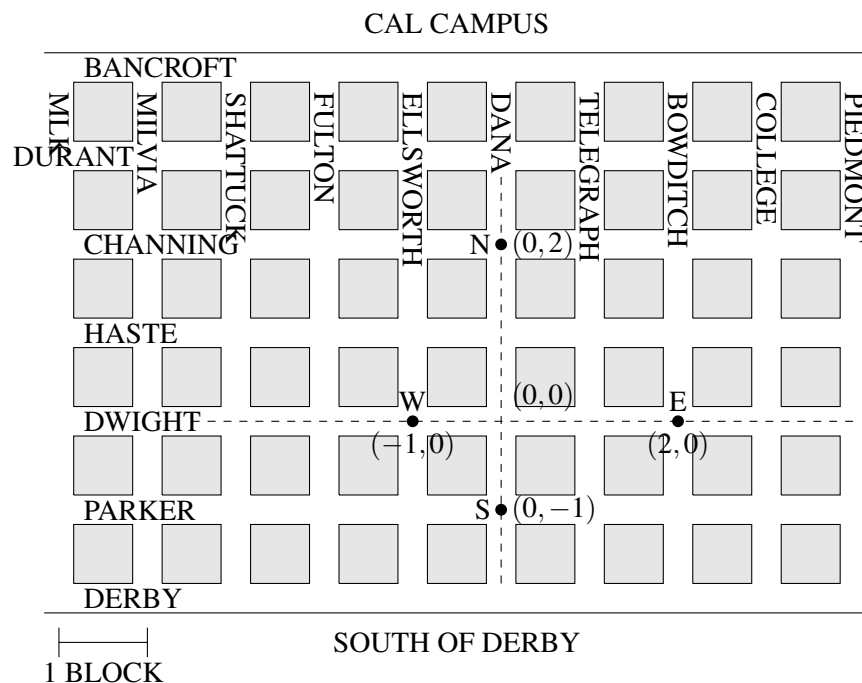 CAL CAMPUS
BANCROFT
MLK
MILVIA
SHATTUCK
FULTON
ELLSWORTH
DANA
TELEGRAPH
BOWDITCH
COLLEGE
PIEDMONT
DURANT
CHANNING
N (0,2)
HASTE
W
(0,0)
E
DWIGHT
(−1,0)
(2,0)
PARKER
S (0,−1)
DERBY
SOUTH OF DERBY
1 BLOCK